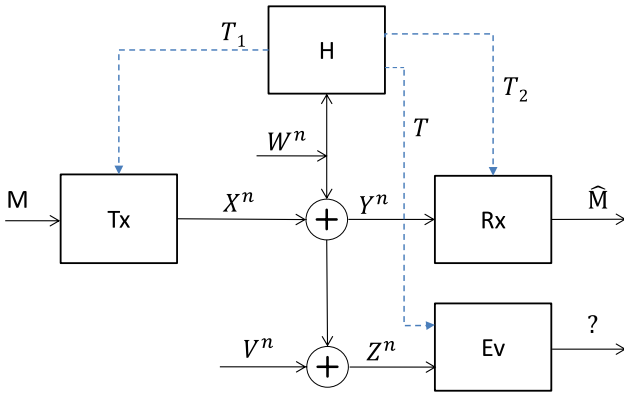 T₁
H
T₂
T
Wⁿ
M
Tx
Xⁿ
+
Yⁿ
Rx
M̂
Vⁿ
+
Zⁿ
Ev
?